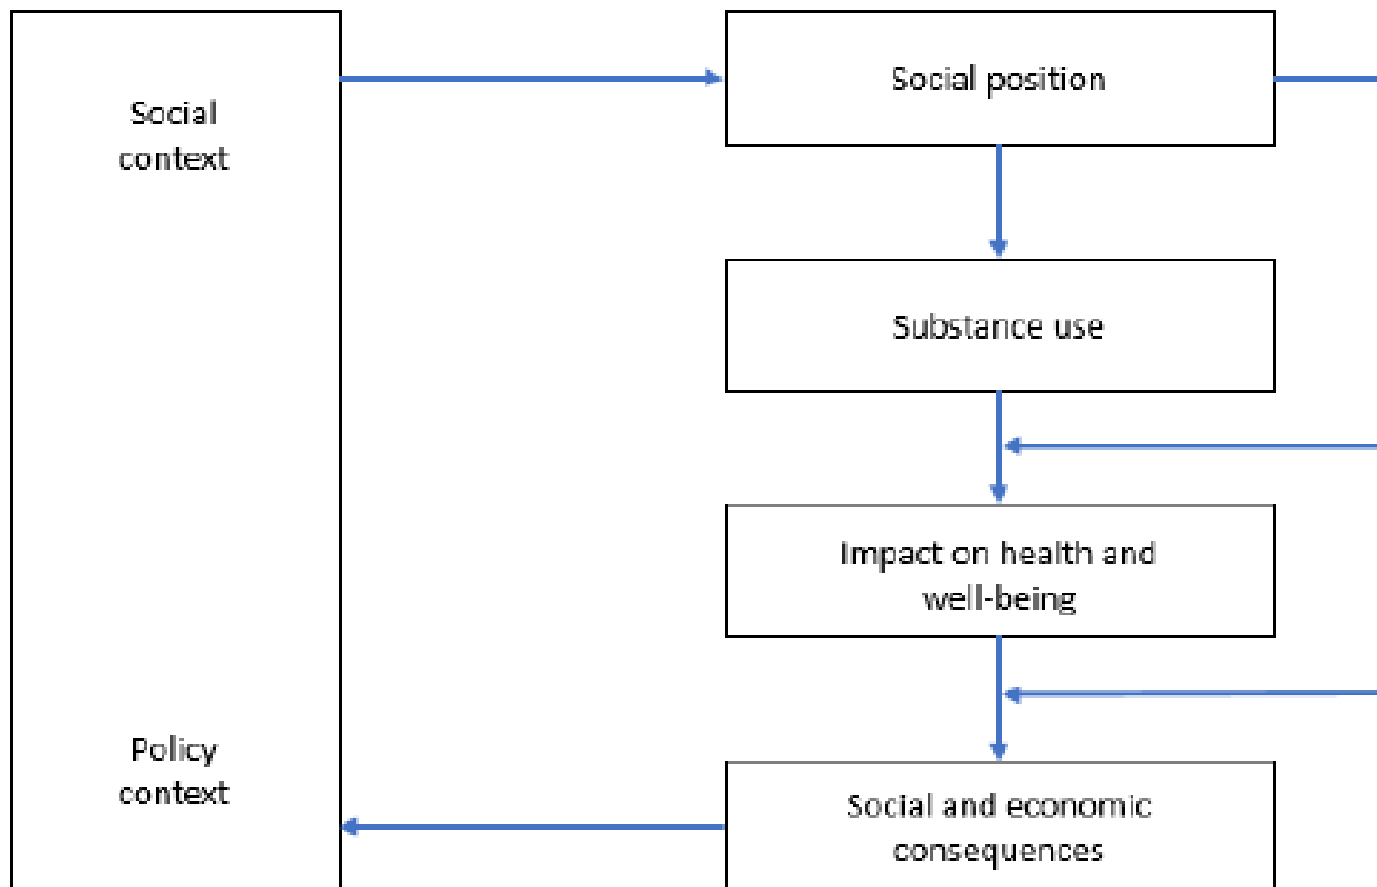 Social
context
Policy
context
Social position
Substance use
Impact on health and
well-being
Social and economic
consequences